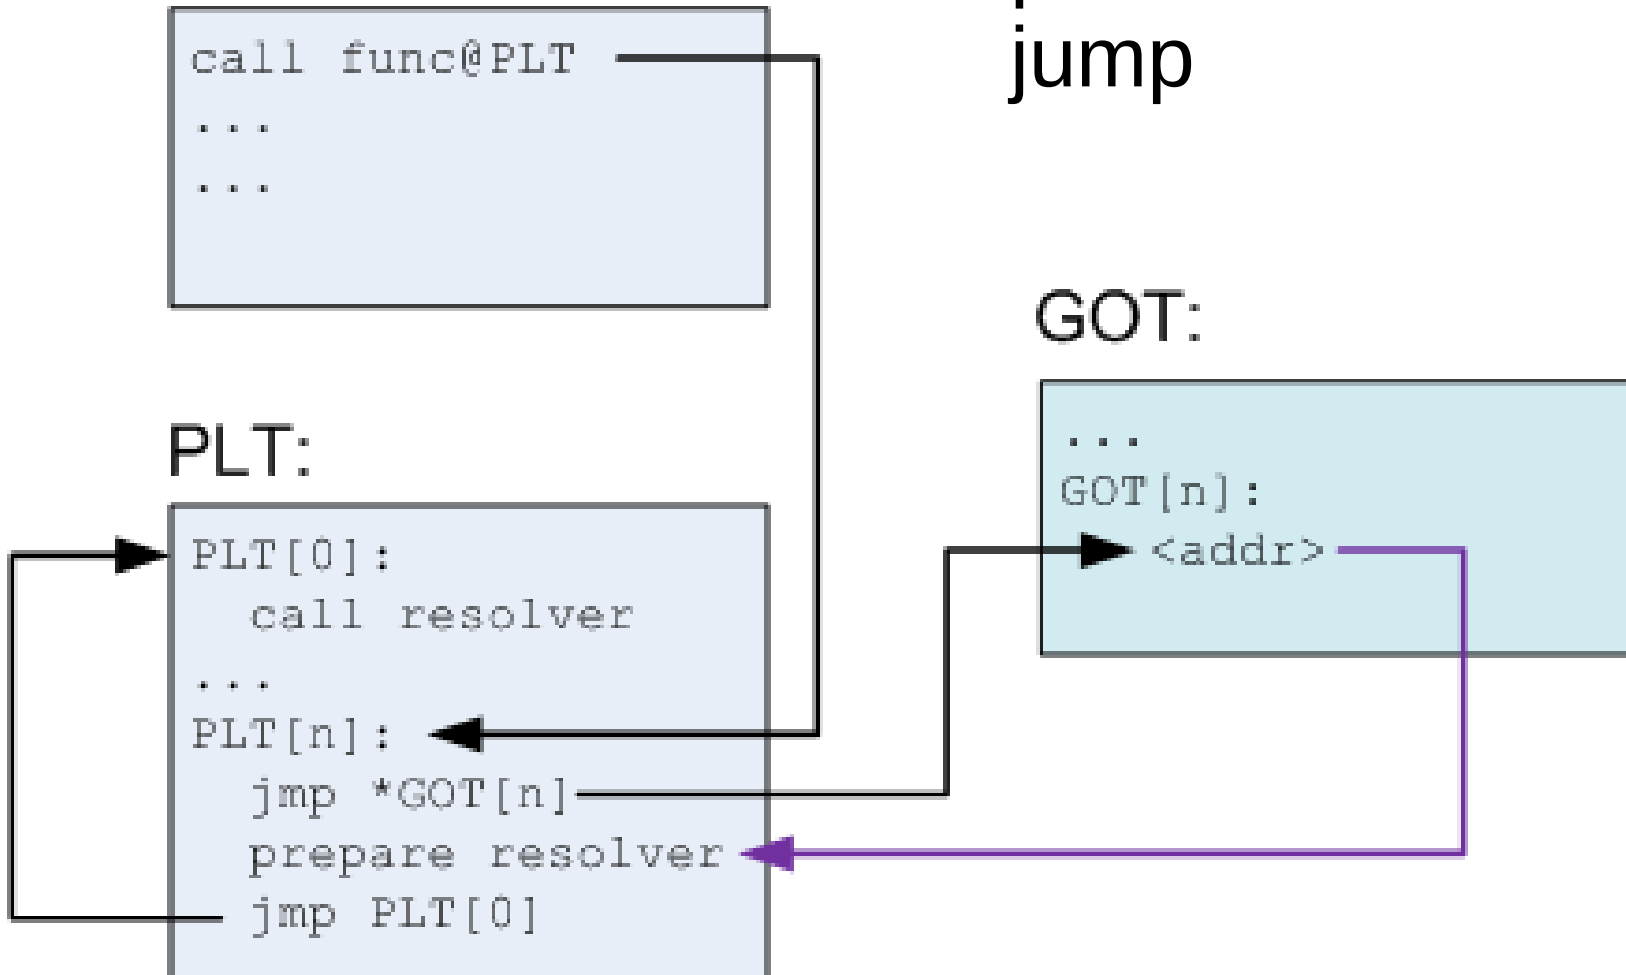 call func@PLT
...
...
jump
GOT:
...
GOT[n]:
<addr>
PLT:
PLT[0]:
call resolver
...
PLT[n]:
jmp *GOT[n]
prepare resolver
jmp PLT[0]